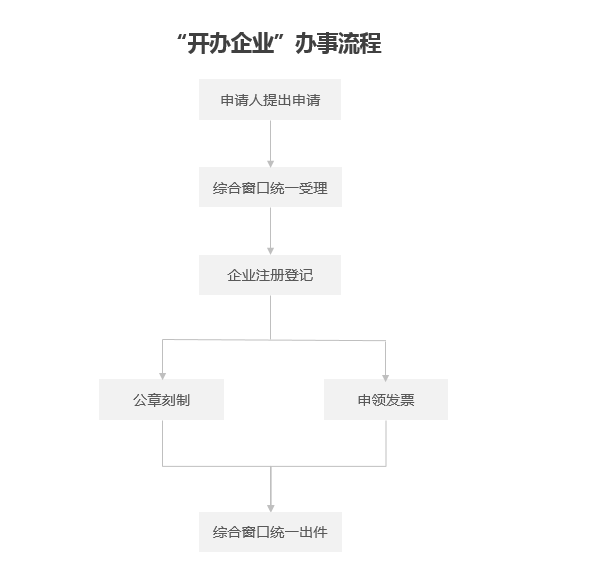 “开办企业”办事流程
申请人提出申请
综合窗口统一受理
企业注册登记
公章刻制
申领发票
综合窗口统一出件